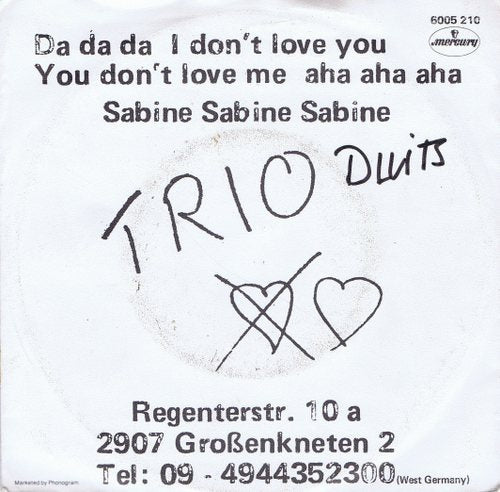 6005 210
mercury
Da da da I don't love you
You don't love me aha aha aha
Sabine Sabine Sabine
TRIO Duits
Regenterstr. 10 a
2907 Großenkneten 2
Tel: 09 - 4944352300 (West Germany)
Marketed by Phonogram